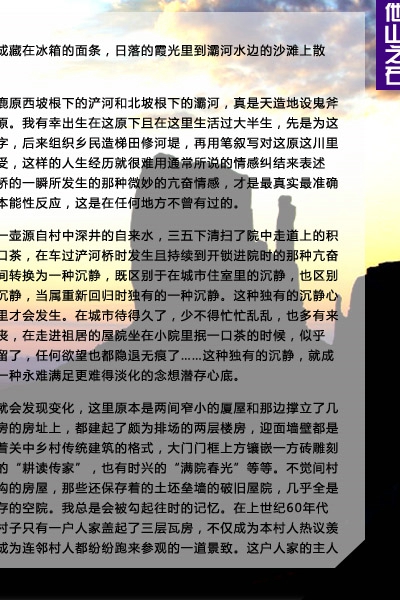 他山之石
成藏在冰箱的面条，日落的霞光里到灞河水边的沙滩上散
鹿原西坡根下的浐河和北坡根下的灞河，真是天造地设鬼斧
原。我有幸出生在这原下且在这里生活过大半生，先是为这
字，后来组织乡民造梯田修河堤，再用笔叙写对这原这川里
受，这样的人生经历就很难用通常所说的情感纠结来表述
桥的一瞬所发生的那种微妙的亢奋情感，才是最真实最准确
本能性反应，这是在任何地方不曾有过的。
一壶源自村中深井的自来水，三五下清扫了院中走道上的积
口茶，在车过浐河桥时发生且持续到开锁进院时的那种亢奋
间转换为一种沉静，既区别于在城市住室里的沉静，也区别
沉静，当属重新回归时独有的一种沉静。这种独有的沉静心
里才会发生。在城市待得久了，少不得忙忙乱乱，也多有来
丧，在走进祖居的屋院坐在小院里抿一口茶的时候，似乎
留了，任何欲望也都隐退无痕了……这种独有的沉静，就成
一种永难满足更难得淡化的念想潜存心底。
就会发现变化，这里原本是两间窄小的厦屋和那边撑立了几
房的房址上，都建起了颇为排场的两层楼房，迎面墙壁都是
着关中乡村传统建筑的格式，大门门框上方镶嵌一方砖雕刻
的“耕读传家”，也有时兴的“满院春光”等等。不觉间村
沟的房屋，那些还保存着的土坯垒墙的破旧屋院，几乎全是
存的空院。我总是会被勾起往时的记忆。在上世纪60年代
村子只有一户人家盖起了三层瓦房，不仅成为本村人热议羡
成为连邻村人都纷纷跑来参观的一道景致。这户人家的主人